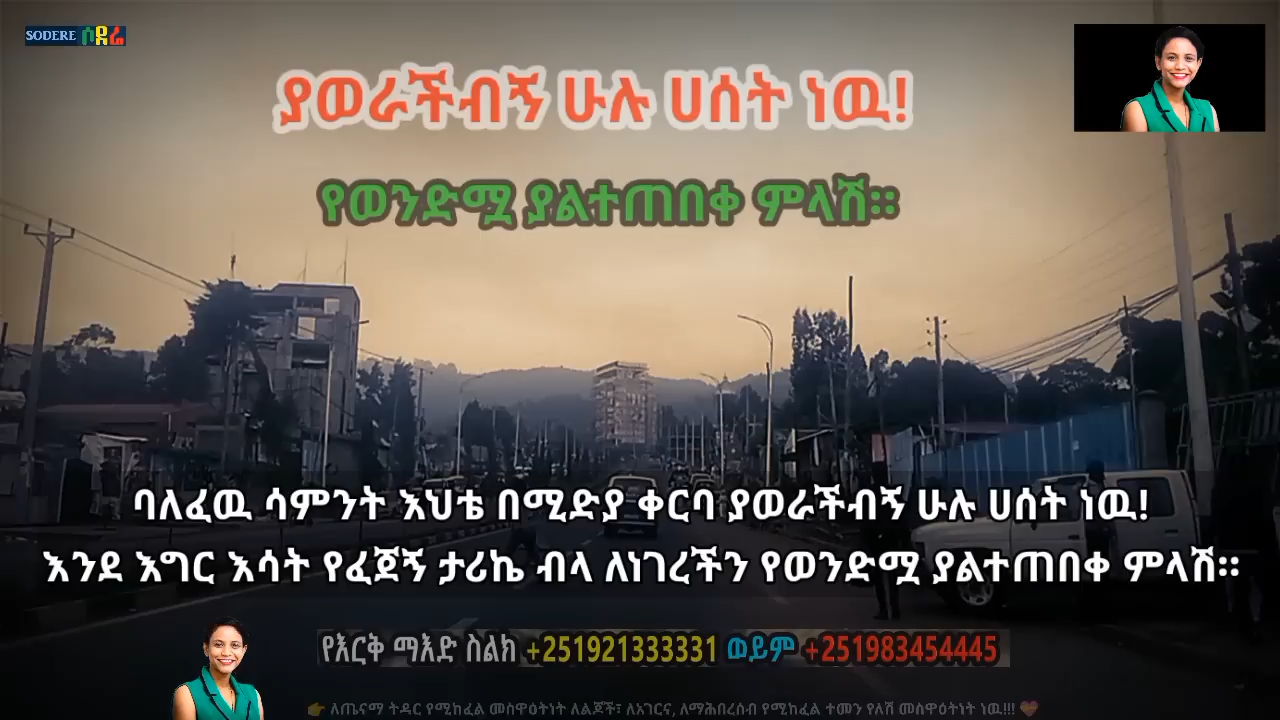 SODERE ሶደሬ
ያወራችብኝ ሁሉ ሀሰት ነዉ!
የወንድሟ ያልተጠበቀ ምላሽ።
ባለፈዉ ሳምንት እህቴ በሚድያ ቀርባ ያወራችብኝ ሁሉ ሀሰት ነዉ!
እንደ እግር እሳት የፈጀኝ ታሪኬ ብላ ለነገረችን የወንድሟ ያልተጠበቀ ምላሽ።
የእርቅ ማእድ ስልክ +251921333331 ወይም +251983454445
👉 ለጤናማ ትዳር የሚከፈል መስዋዕትነት ለልጆች፣ ለአገርና, ለማሕበረሰብ የሚከፈል ተመን የለሽ መስዋዕትነት ነዉ!!! ❤️